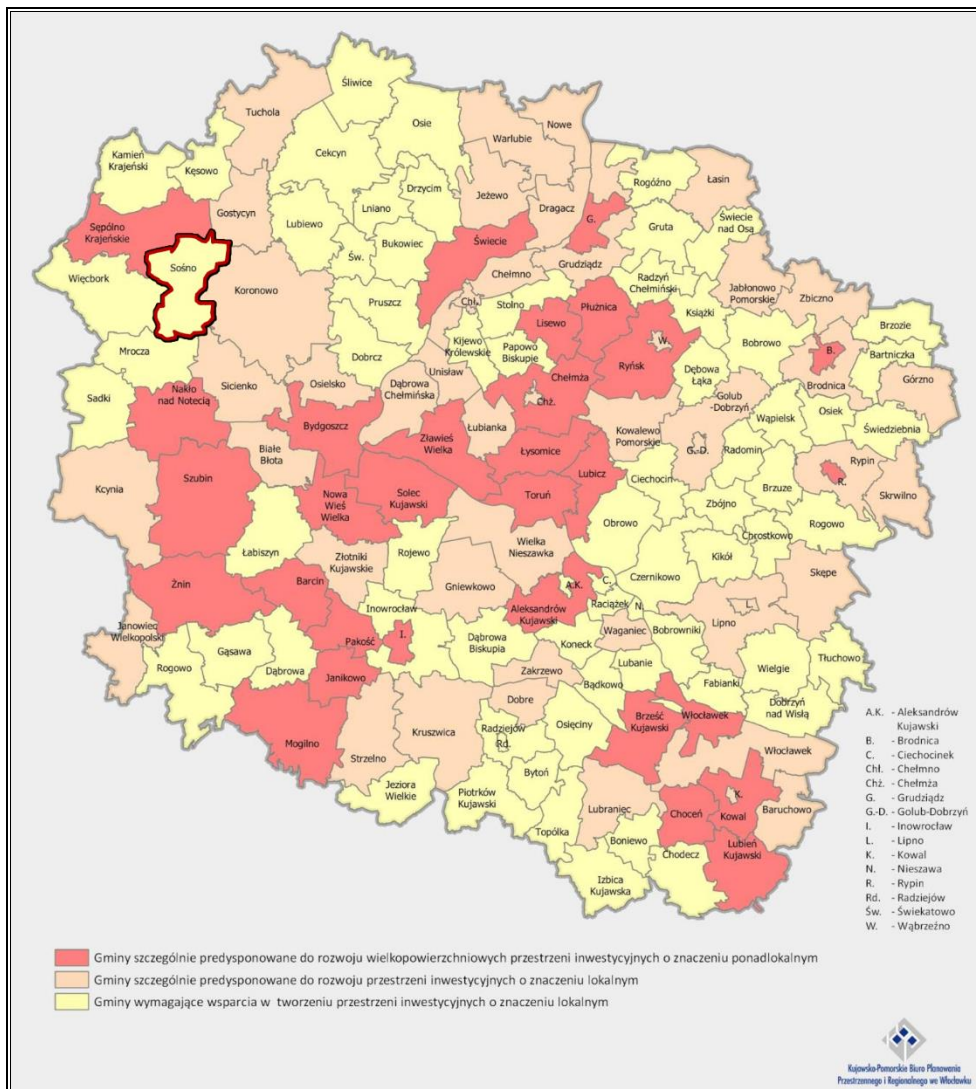 Śliwice
Tuchola
Osie
Nowe
Warlubie
Cekcyn
Kamień
Krajeński
Kęsowo
Rogóźno
Łasin
Drzycim
Jeżewo
Lniano
Gostycyn
Dragacz
G.
Lubiewo
Świecie
nad Osą
Gruta
Sępólno
Krajeńskie
Bukowiec
Świecie
Św.
Grudziądz
Sośno
Chełmno
Radzyń
Chełmiński
Więcbork
Koronowo
Jabłonowo
Pomorskie
Zbiczno
Chł.
Stolno
Płużnica
Pruszcz
Książki
Lisewo
Brzozie
Kijewo
Królewskie
W.
Bobrowo
Mrocza
Dobrcz
Papowo
Biskupie
B.
Bartniczka
Unisław
Ryńsk
Dębowa
Łąka
Chełmża
Górzno
Sicienko
Osielsko
Dąbrowa
Chełmińska
Brodnica
Nakło
nad Notecią
Golub
-Dobrzyń
Sadki
Chż.
Osiek
Wąpielsk
Bydgoszcz
Zławieś
Wielka
Łubianka
Świedziebnia
Kowalewo
Pomorskie
G.-D.
Radomin
Białe
Błota
Łysomice
Rypin
Ciechocin
Lubicz
Szubin
R.
Kcynia
Solec
Kujawski
Brzuze
Skrwilno
Nowa
Wieś
Wielka
Toruń
Zbójno
Obrowo
Rogowo
Chrostkowo
Wielka
Nieszawka
Łabiszyn
Rojewo
Kikół
Złotniki
Kujawskie
Skępe
Czernikowo
Gniewkowo
Żnin
Barcin
A.K.
C.
Raciążek
N.
L.
Inowrocław
Aleksandrów
Kujawski
Janowiec
Wielkopolski
Lipno
Waganiec
Bobrowniki
I.
Pakość
Dąbrowa
Biskupia
Koneck
Gąsawa
Tłuchowo
Rogowo
Dąbrowa
Lubanie
Wielgie
Janikowo
Zakrzewo
Bądkowo
Fabianki
Dobrzyń
nad Wisłą
Dobre
Brześć
Kujawski
Włocławek
Osięciny
Mogilno
Kruszwica
Radziejów
Rd.
Włocławek
Strzelno
Bytoń
Jeziora
Wielkie
Piotrków
Kujawski
K.
Lubraniec
Choceń
Kowal
Baruchowo
Topólka
Boniewo
Lubień
Kujawski
Chodecz
Izbica
Kujawska
A.K. - Aleksandrów
Kujawski
B. - Brodnica
C. - Ciechocinek
Chł. - Chełmno
Chż. - Chełmża
G. - Grudziądz
G.-D. - Golub-Dobrzyń
I. - Inowrocław
L. - Lipno
K. - Kowal
N. - Nieszawa
R. - Rypin
Rd. - Radziejów
Św. - Świekatowo
W. - Wąbrzeźno
Gminy szczególnie predysponowane do rozwoju wielkopowierzchniowych przestrzeni inwestycyjnych o znaczeniu ponadlokalnym
Gminy szczególnie predysponowane do rozwoju przestrzeni inwestycyjnych o znaczeniu lokalnym
Gminy wymagające wsparcia w tworzeniu przestrzeni inwestycyjnych o znaczeniu lokalnym
Kujawsko-Pomorskie Biuro Planowania
Przestrzennego i Regionalnego we Włocławku